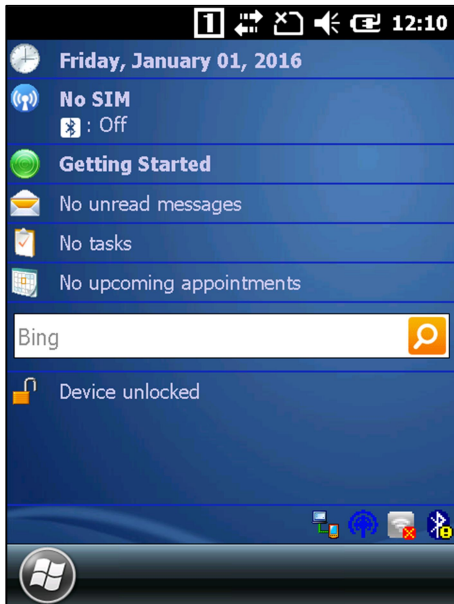 1 12:10
Friday, January 01, 2016
No SIM
: Off
Getting Started
No unread messages
No tasks
No upcoming appointments
Bing
Device unlocked